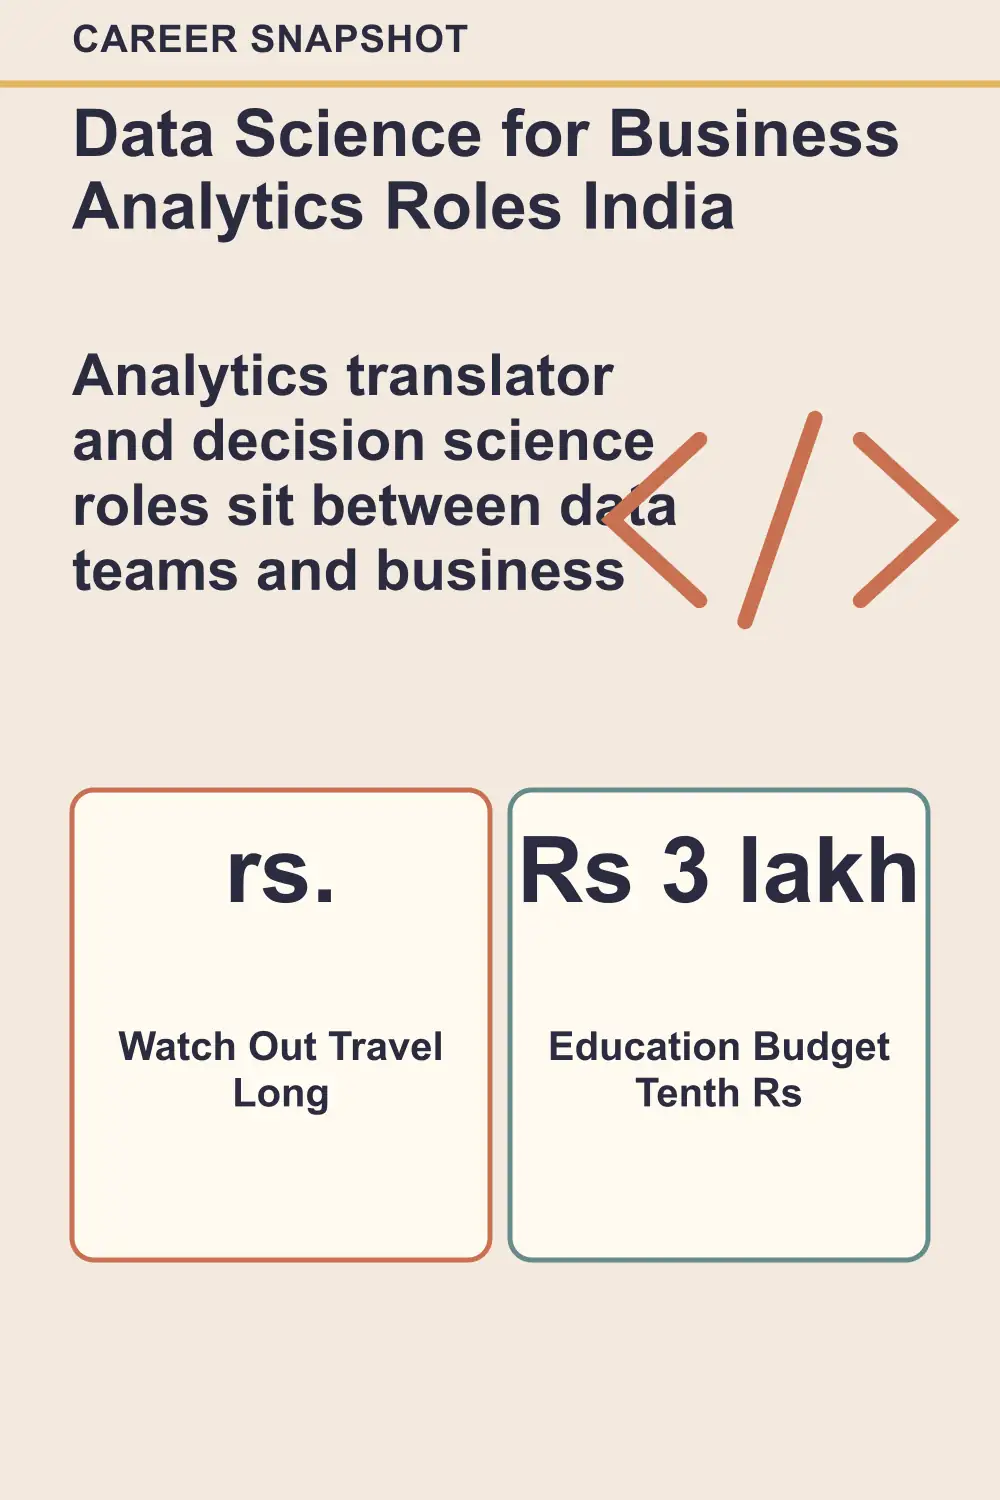 CAREER SNAPSHOT
Data Science for Business
Analytics Roles India
Analytics translator
and decision science
roles sit between data
teams and business
</>
rs.
Watch Out Travel
Long
Rs 3 lakh
Education Budget
Tenth Rs